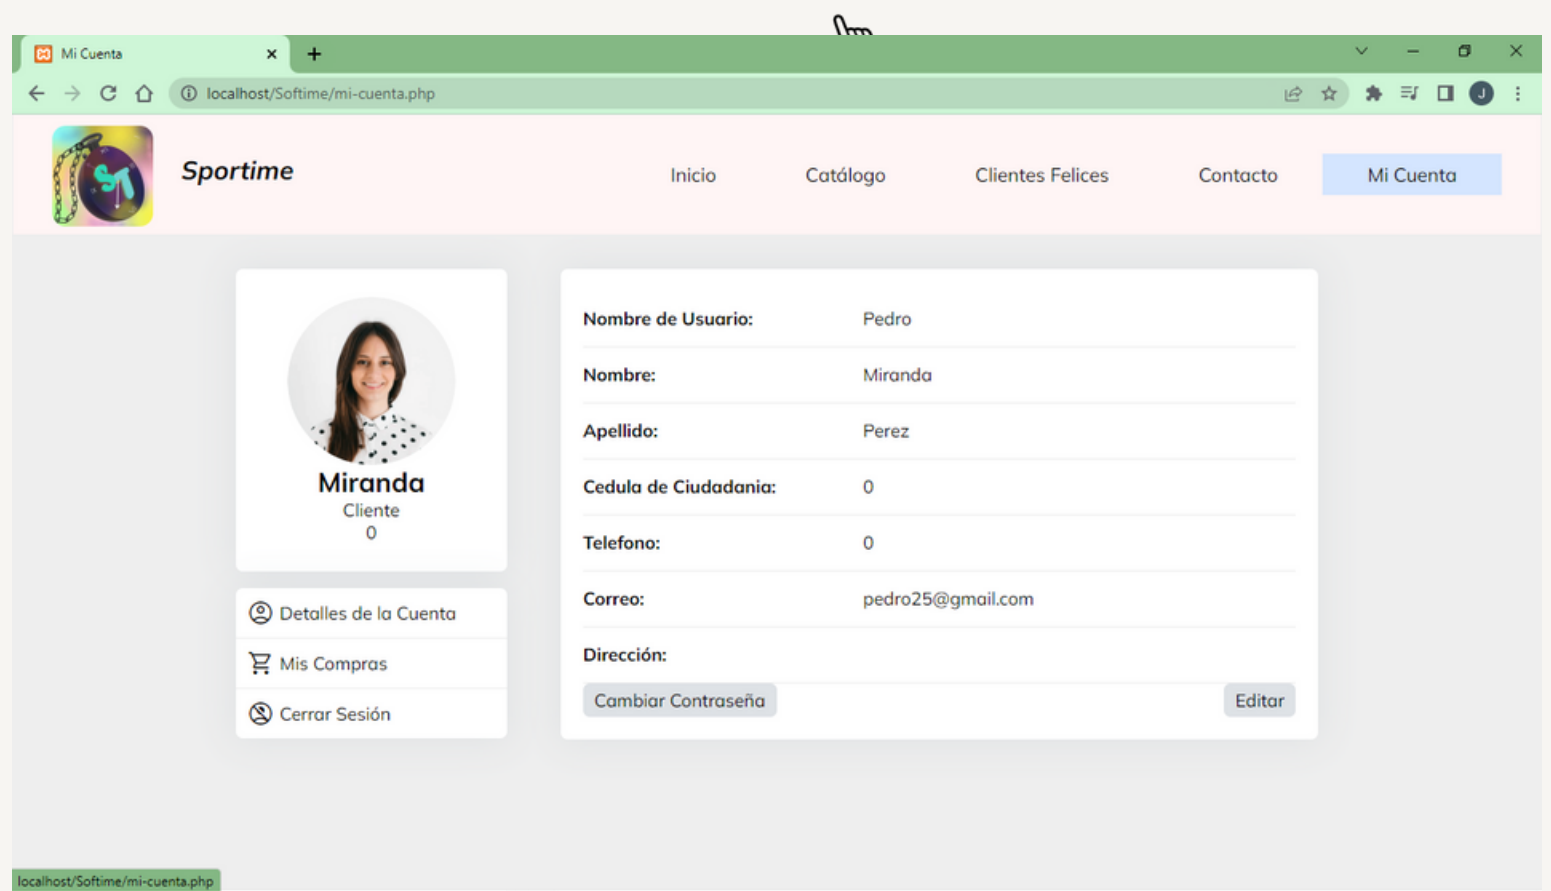 Mi Cuenta
localhost/Softime/mi-cuenta.php
J
ST
Sportime
Inicio
Catálogo
Clientes Felices
Contacto
Mi Cuenta
Miranda
Cliente
0
Detalles de la Cuenta
Mis Compras
Cerrar Sesión
Nombre de Usuario: Pedro
Nombre: Miranda
Apellido: Perez
Cedula de Ciudadania: 0
Telefono: 0
Correo: pedro25@gmail.com
Dirección:
Cambiar Contraseña
Editar
localhost/Softime/mi-cuenta.php